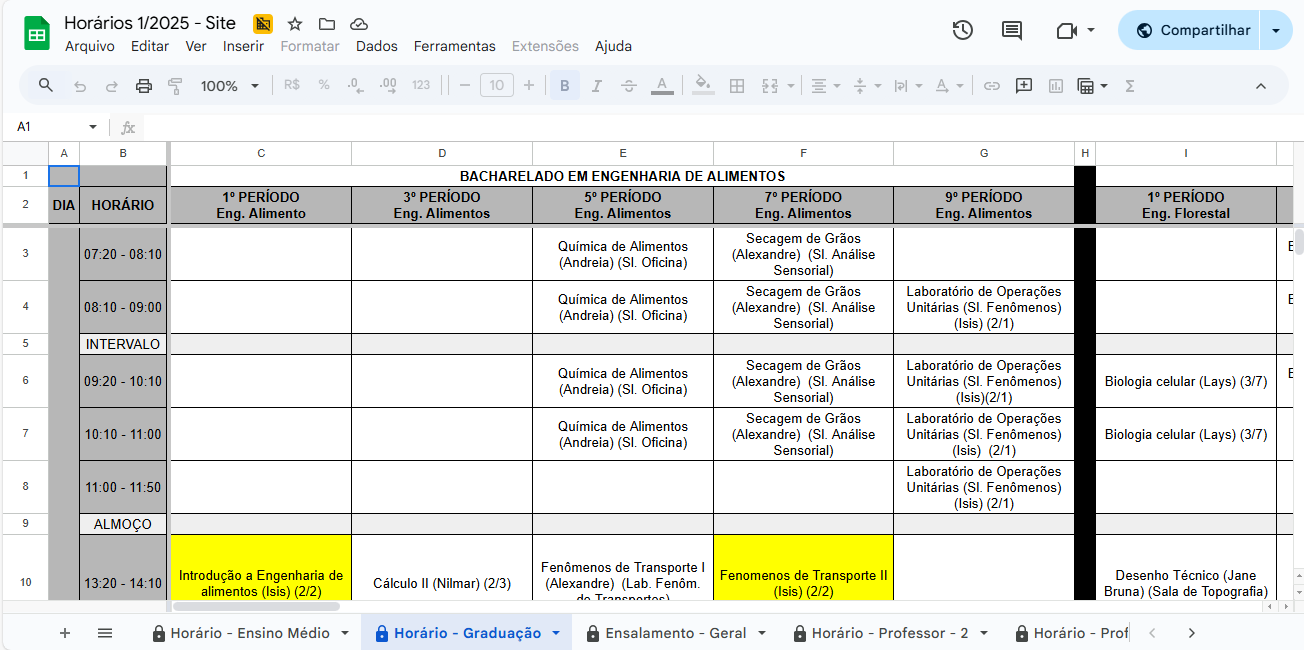 Horários 1/2025 - Site
Arquivo Editar Ver Inserir Formatar Dados Ferramentas Extensões Ajuda
Compartilhar
100% R$ % .0 .00 123 10 B I A A Σ
A1 fx
A B C D E F G H I
1 BACHARELADO EM ENGENHARIA DE ALIMENTOS
2 DIA HORÁRIO
1º PERÍODO
Eng. Alimento
3º PERÍODO
Eng. Alimentos
5º PERÍODO
Eng. Alimentos
7º PERÍODO
Eng. Alimentos
9º PERÍODO
Eng. Alimentos
1º PERÍODO
Eng. Florestal
3 07:20 - 08:10
Química de Alimentos
(Andreia) (Sl. Oficina)
Secagem de Grãos
(Alexandre) (Sl. Análise
Sensorial)
4 08:10 - 09:00
Química de Alimentos
(Andreia) (Sl. Oficina)
Secagem de Grãos
(Alexandre) (Sl. Análise
Sensorial)
Laboratório de Operações
Unitárias (Sl. Fenômenos)
(Isis) (2/1)
5 INTERVALO
6 09:20 - 10:10
Química de Alimentos
(Andreia) (Sl. Oficina)
Secagem de Grãos
(Alexandre) (Sl. Análise
Sensorial)
Laboratório de Operações
Unitárias (Sl. Fenômenos)
(Isis)(2/1)
Biologia celular (Lays) (3/7)
7 10:10 - 11:00
Química de Alimentos
(Andreia) (Sl. Oficina)
Secagem de Grãos
(Alexandre) (Sl. Análise
Sensorial)
Laboratório de Operações
Unitárias (Sl. Fenômenos)
(Isis) (2/1)
Biologia celular (Lays) (3/7)
8 11:00 - 11:50
Laboratório de Operações
Unitárias (Sl. Fenômenos)
(Isis) (2/1)
9 ALMOÇO
10 13:20 - 14:10
Introdução a Engenharia de
alimentos (Isis) (2/2)
Cálculo II (Nilmar) (2/3)
Fenômenos de Transporte I
(Alexandre) (Lab. Fenôm.
de Transportes)
Fenomenos de Transporte II
(Isis) (2/2)
Desenho Técnico (Jane
Bruna) (Sala de Topografia)
Horário - Ensino Médio Horário - Graduação Ensalamento - Geral Horário - Professor - 2 Horário - Prof